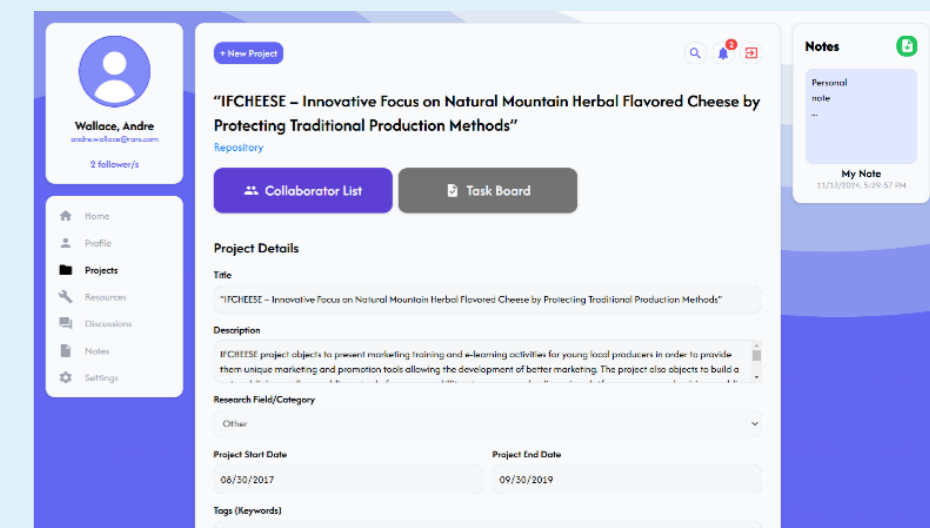 Wallace, Andre
andre.wallace@rars.com
2 follower/s
Home
Profile
Projects
Resources
Discussions
Notes
Settings
+ New Project
2
"IFCHEESE – Innovative Focus on Natural Mountain Herbal Flavored Cheese by
Protecting Traditional Production Methods"
Repository
Collaborator List
Task Board
Project Details
Title
"IFCHEESE – Innovative Focus on Natural Mountain Herbal Flavored Cheese by Protecting Traditional Production Methods"
Description
IFCHEESE project objects to present marketing training and e-learning activities for young local producers in order to provide
them unique marketing and promotion tools allowing the development of better marketing. The project also objects to build a
Research Field/Category
Other
Project Start Date
Project End Date
08/30/2017
09/30/2019
Tags (Keywords)
Notes
Personal
note
...
My Note
11/13/2024, 5:29:57 PM